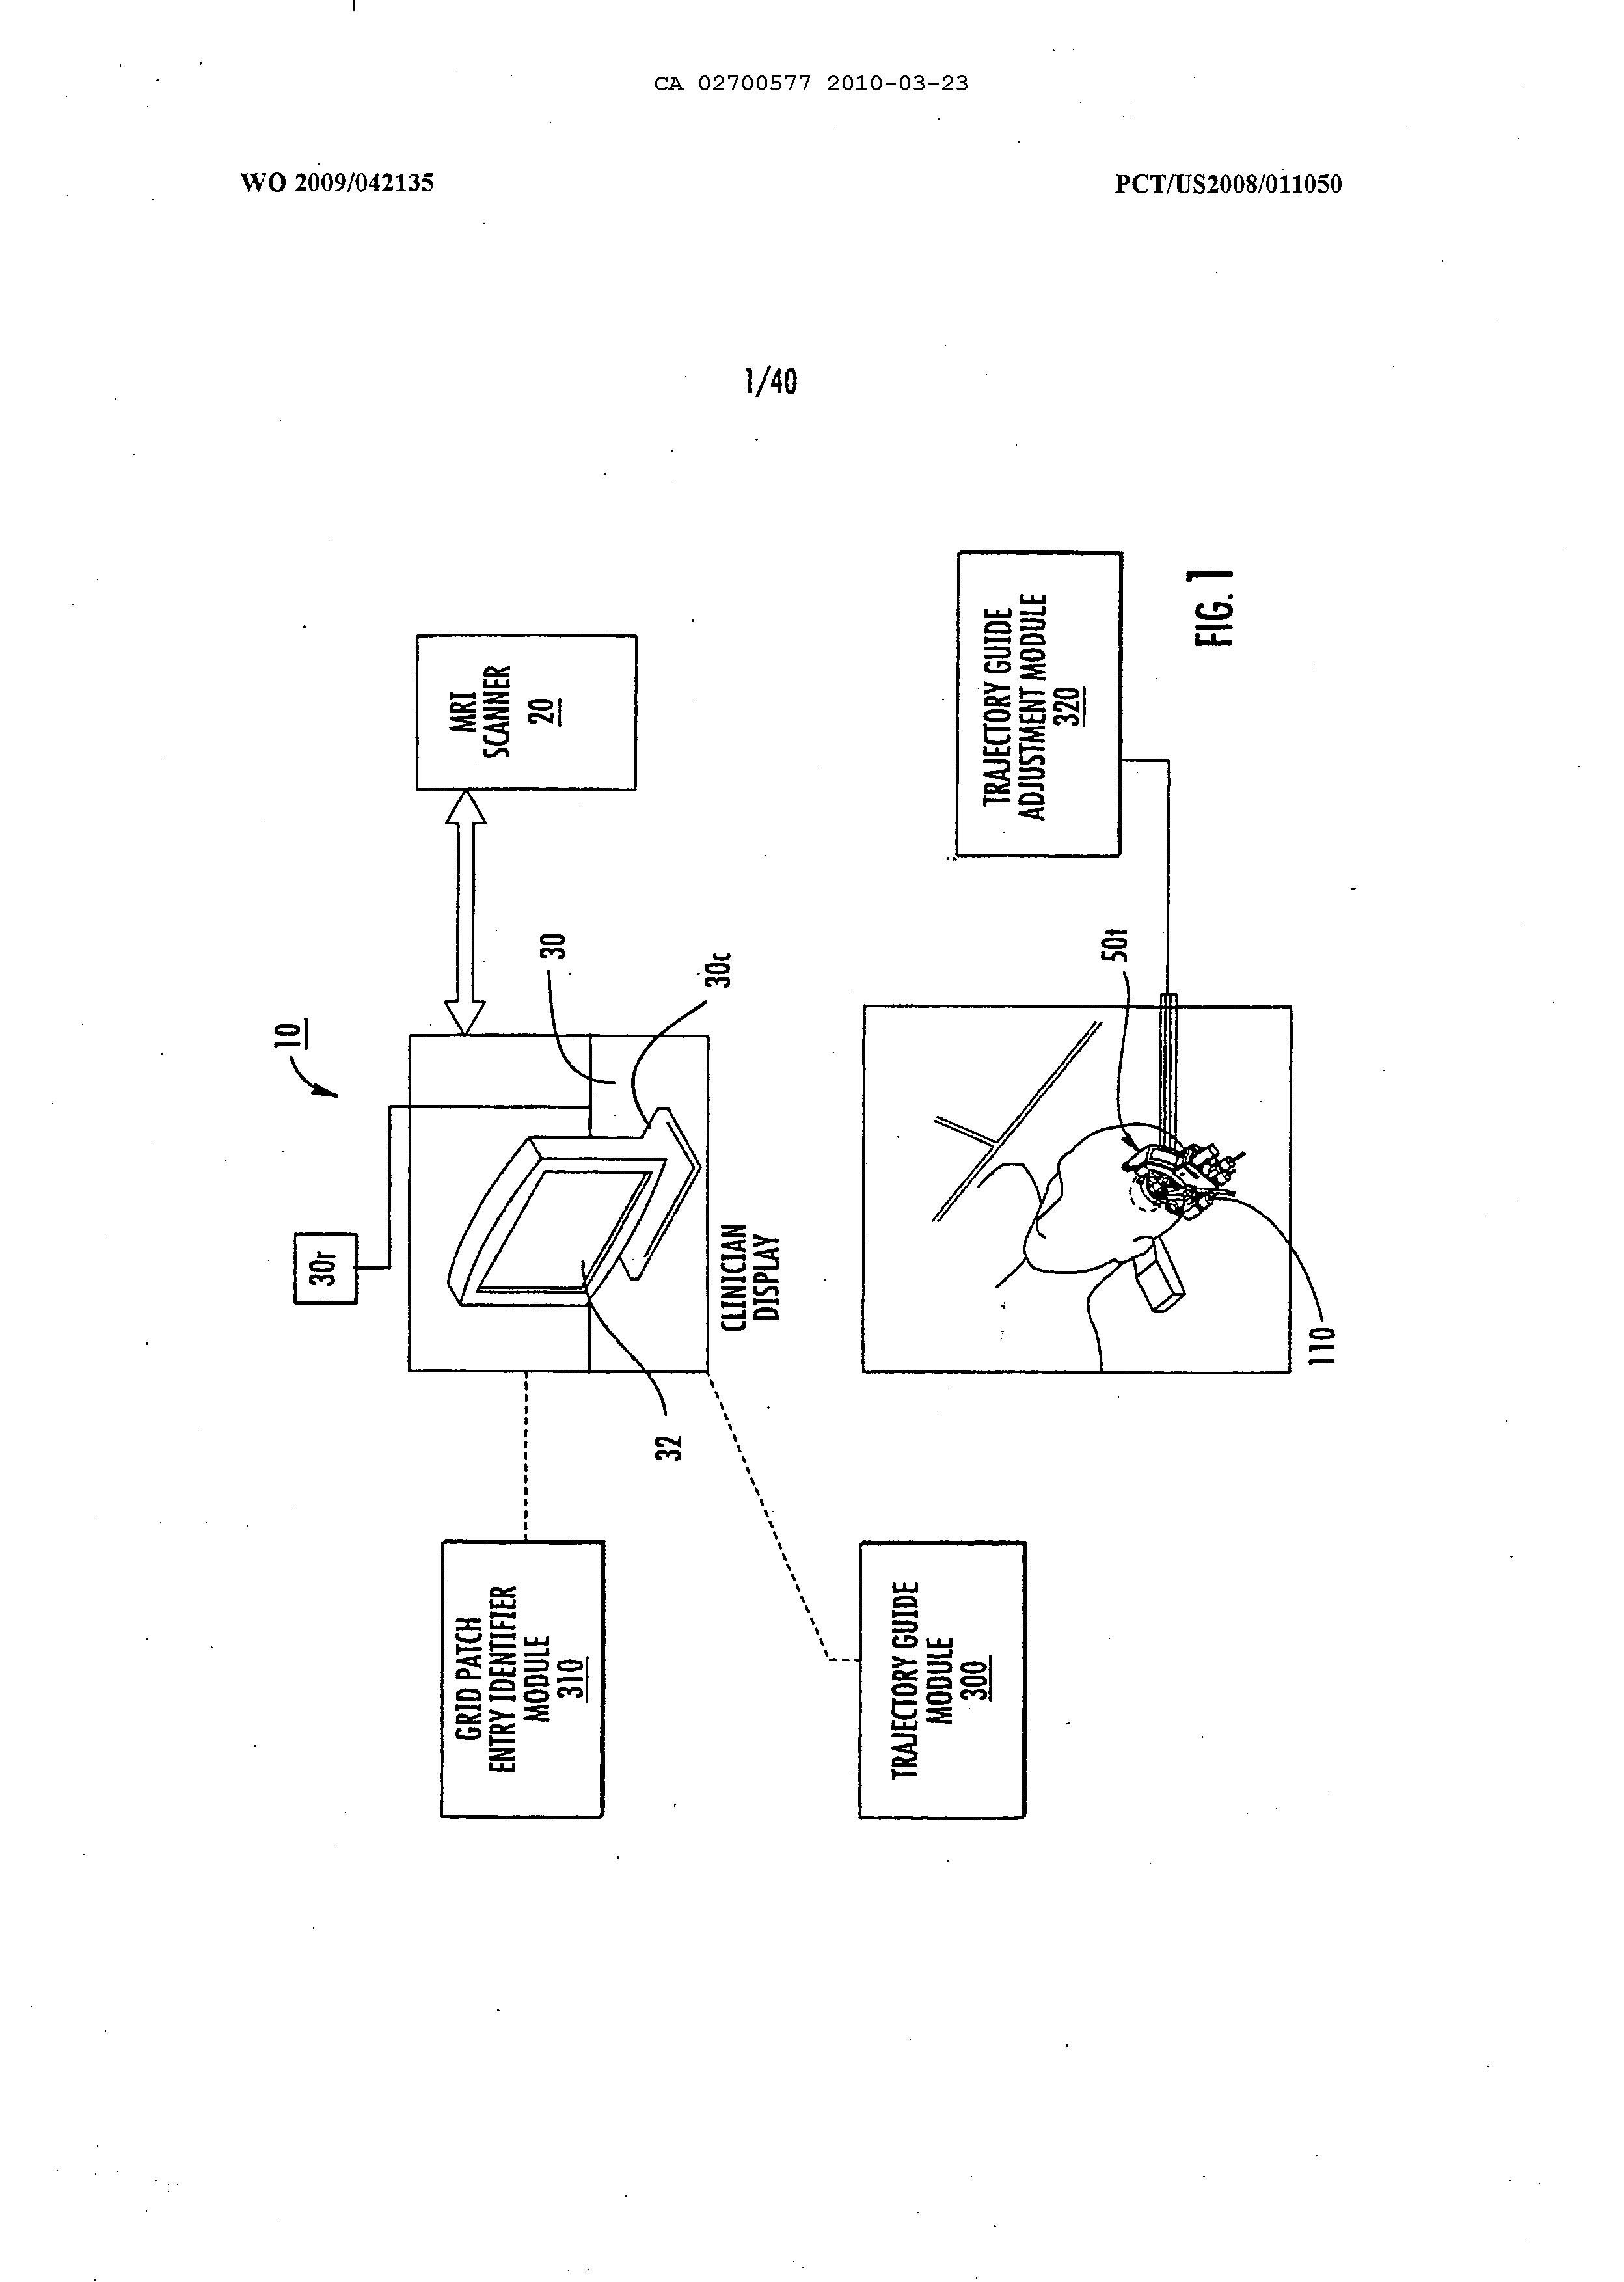 CA 02700577 2010-03-23
WO 2009/042135
PCT/US2008/011050
1/40
10
30r
MRI
SCANNER
20
30
30c
CLINICIAN
DISPLAY
32
GRID PATCH
ENTRY IDENTIFIER
MODULE
310
TRAJECTORY GUIDE
MODULE
300
TRAJECTORY GUIDE
ADJUSTMENT MODULE
320
50t
110
FIG. 1